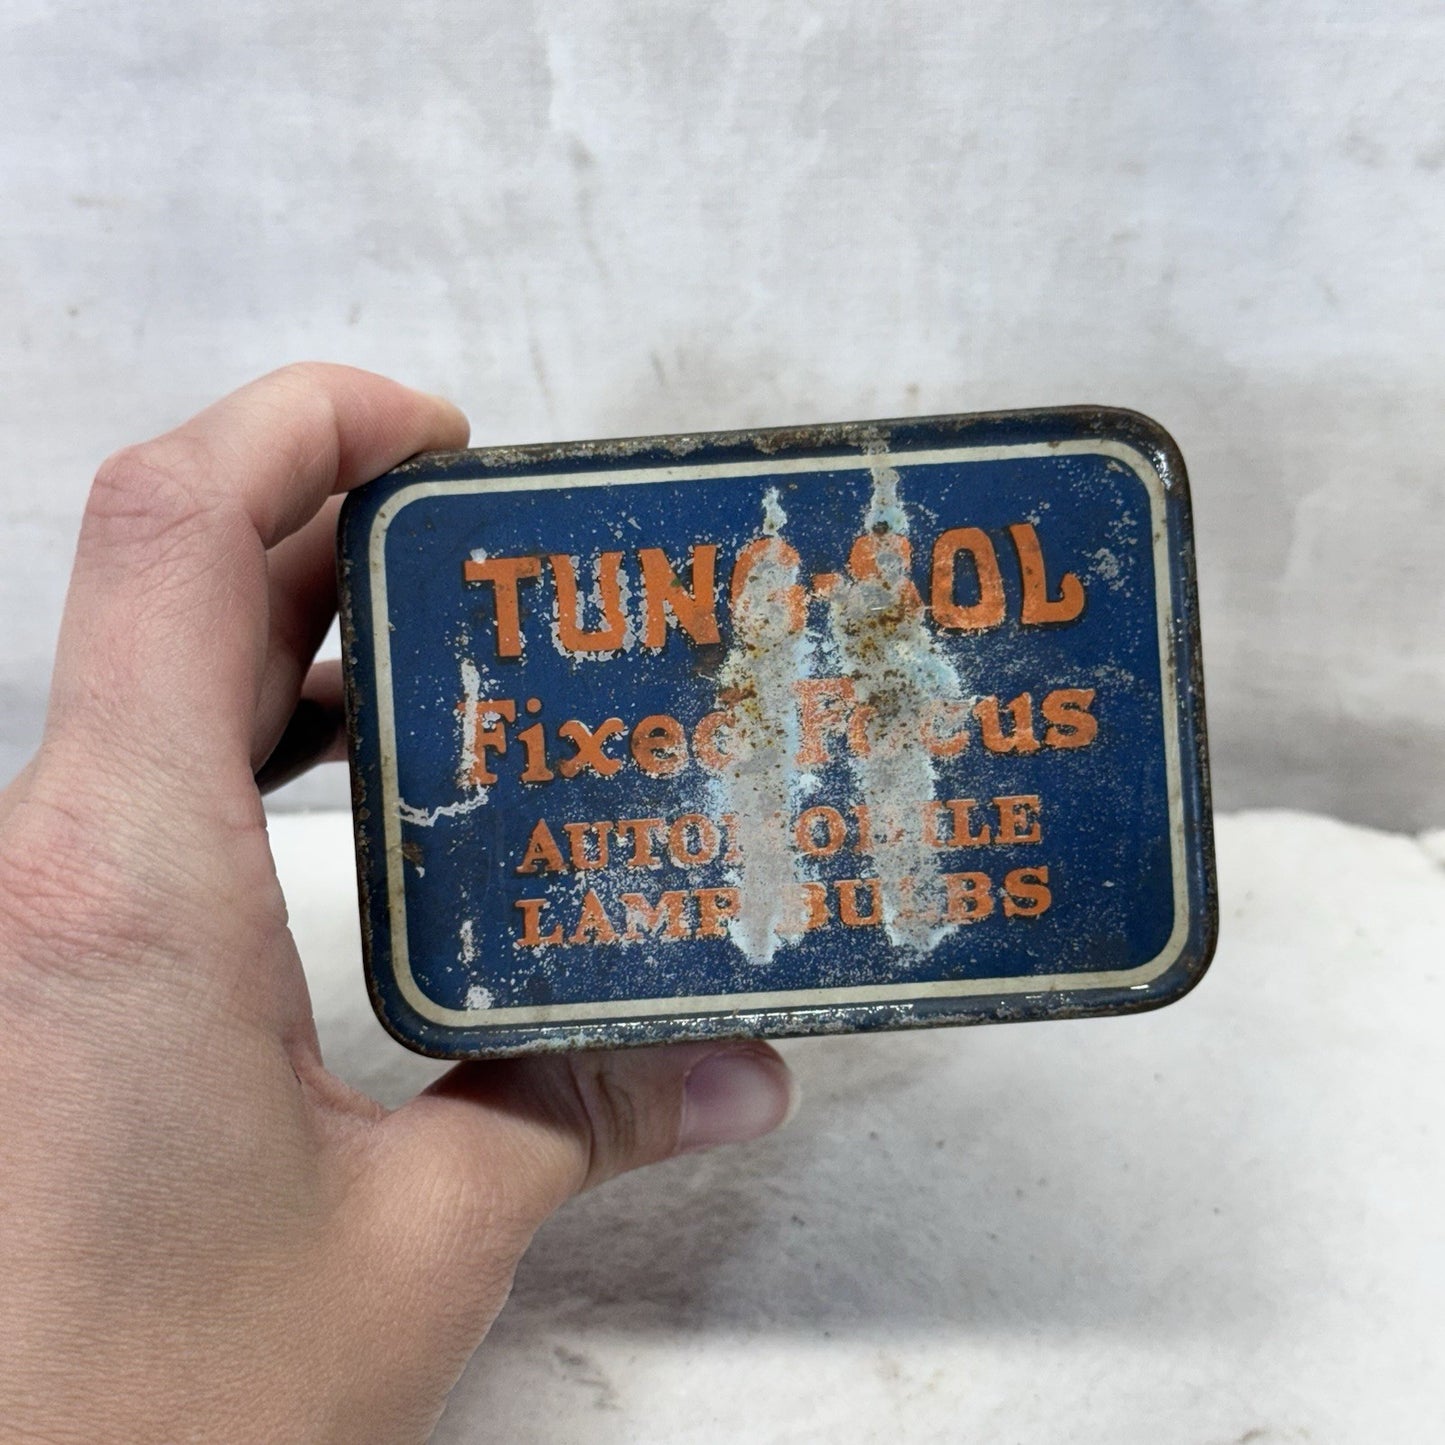 TUNG-SOL
Fixed Focus
AUTOMOBILE
LAMP BULBS